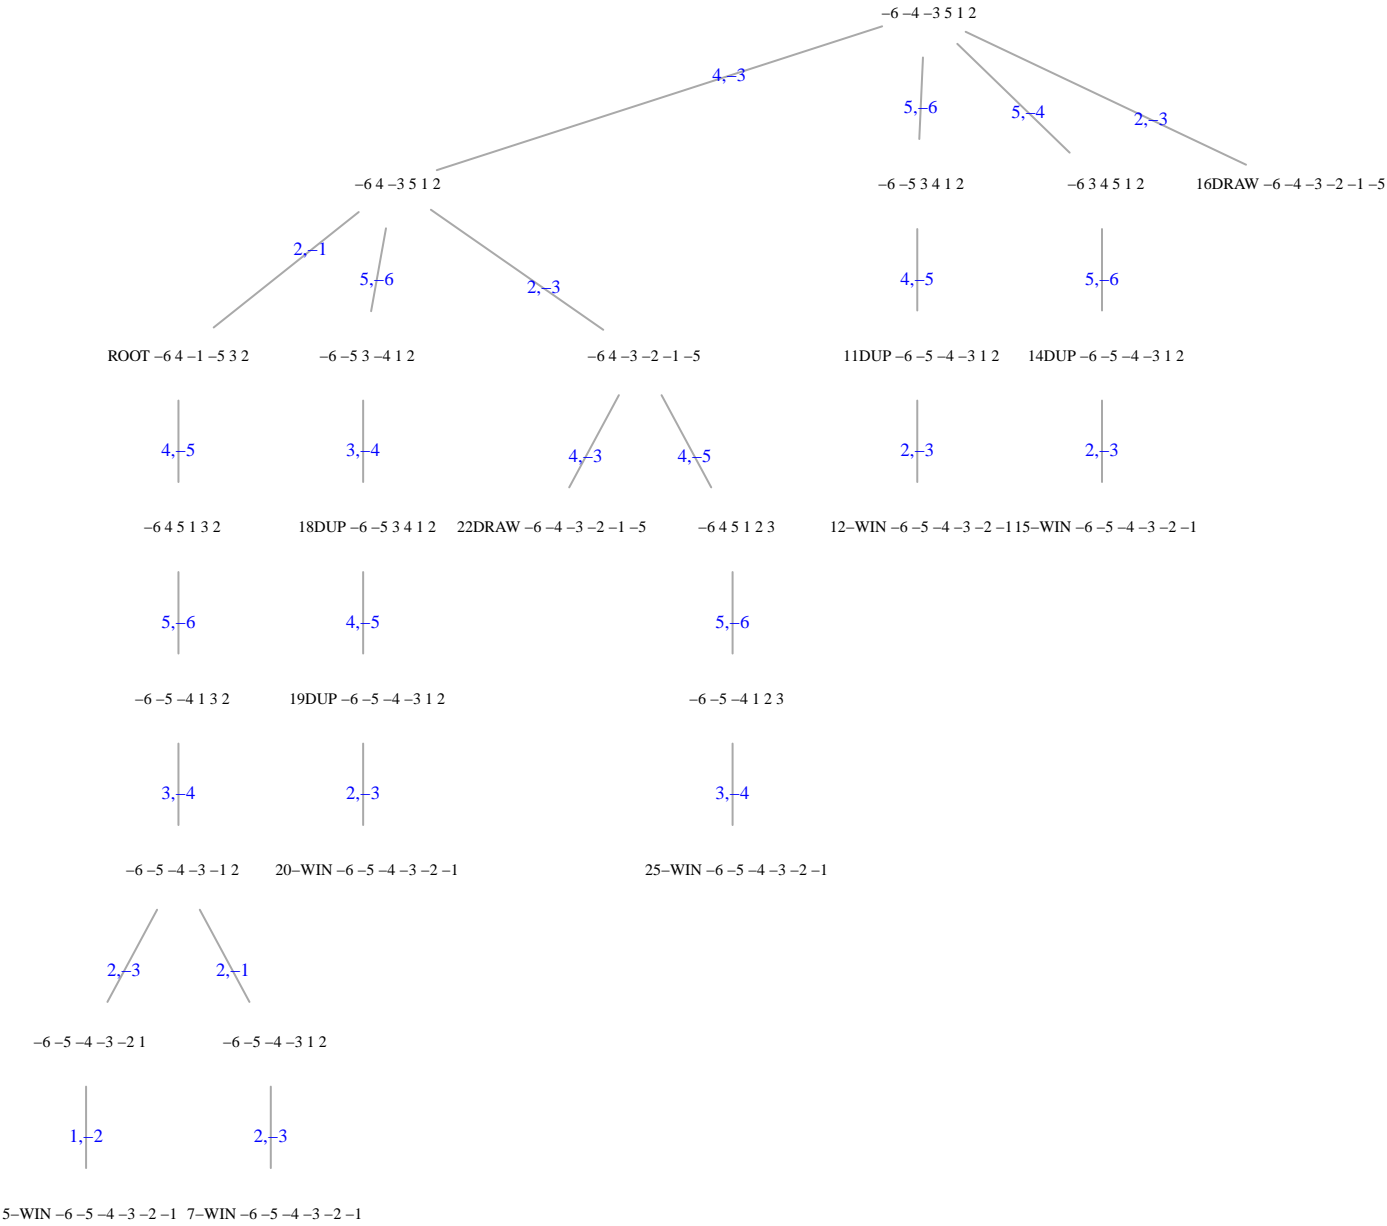 −6 −4 −3 5 1 2
4,−3
5,−6
5,−4
2,−3
−6 4 −3 5 1 2
−6 −5 3 4 1 2
−6 3 4 5 1 2
16DRAW −6 −4 −3 −2 −1 −5
2,−1
5,−6
2,−3
4,−5
5,−6
ROOT −6 4 −1 −5 3 2
−6 −5 3 −4 1 2
−6 4 −3 −2 −1 −5
11DUP −6 −5 −4 −3 1 2
14DUP −6 −5 −4 −3 1 2
4,−5
3,−4
4,−3
4,−5
2,−3
2,−3
−6 4 5 1 3 2
18DUP −6 −5 3 4 1 2
22DRAW −6 −4 −3 −2 −1 −5
−6 4 5 1 2 3
12−WIN −6 −5 −4 −3 −2 −1
15−WIN −6 −5 −4 −3 −2 −1
5,−6
4,−5
5,−6
−6 −5 −4 1 3 2
19DUP −6 −5 −4 −3 1 2
−6 −5 −4 1 2 3
3,−4
2,−3
3,−4
−6 −5 −4 −3 −1 2
20−WIN −6 −5 −4 −3 −2 −1
25−WIN −6 −5 −4 −3 −2 −1
2,−3
2,−1
−6 −5 −4 −3 −2 1
−6 −5 −4 −3 1 2
1,−2
2,−3
5−WIN −6 −5 −4 −3 −2 −1
7−WIN −6 −5 −4 −3 −2 −1